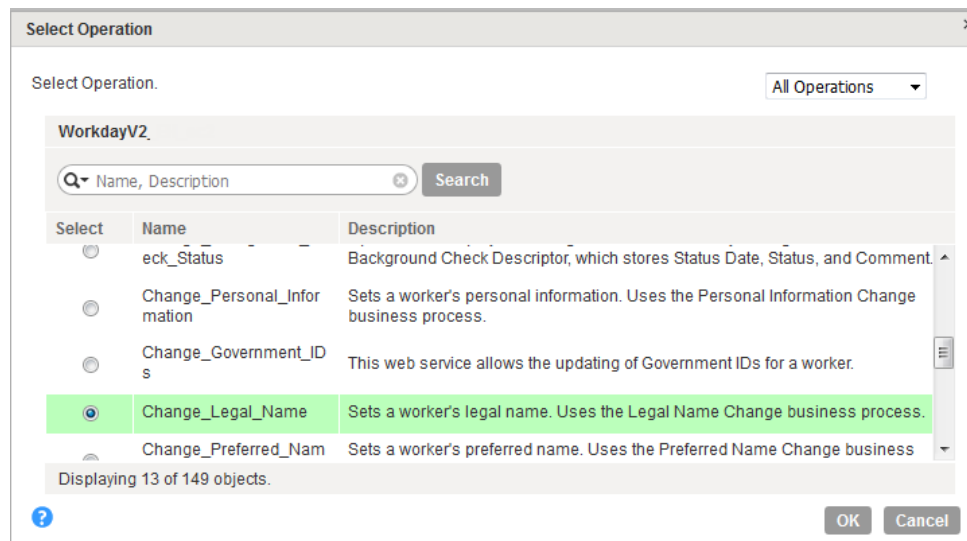 Select Operation
Select Operation.
All Operations
WorkdayV2
Name, Description
Search
Select Name Description
eck_Status
Background Check Descriptor, which stores Status Date, Status, and Comment.
Change_Personal_Infor
mation
Sets a worker's personal information. Uses the Personal Information Change
business process.
Change_Government_ID
s
This web service allows the updating of Government IDs for a worker.
Change_Legal_Name
Sets a worker's legal name. Uses the Legal Name Change business process.
Change_Preferred_Nam
Sets a worker's preferred name. Uses the Preferred Name Change business
Displaying 13 of 149 objects.
OK Cancel